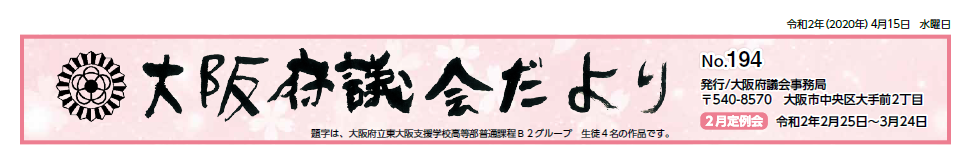 令和2年（2020年）4月15日　水曜日
大阪府議会だより
No.194
発行/大阪府議会事務局
〒540-8570　大阪市中央区大手前2丁目
2月定例会　令和2年2月25日～3月24日
題字は、大阪府立東大阪支援学校高等部普通課程Ｂ２グループ　生徒４名の作品です。